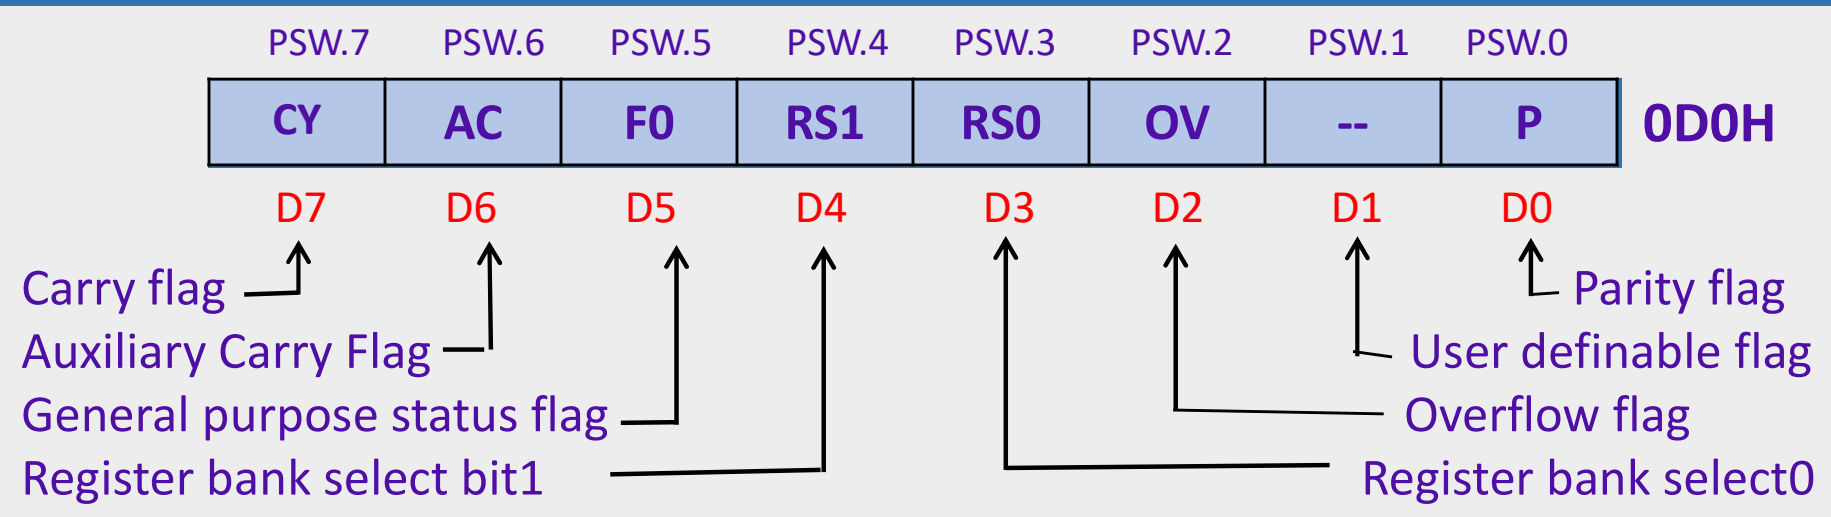 PSW.7 PSW.6 PSW.5 PSW.4 PSW.3 PSW.2 PSW.1 PSW.0
CY AC F0 RS1 RS0 OV -- P 0D0H
D7 D6 D5 D4 D3 D2 D1 D0
Carry flag Parity flag
Auxiliary Carry Flag User definable flag
General purpose status flag Overflow flag
Register bank select bit1 Register bank select0